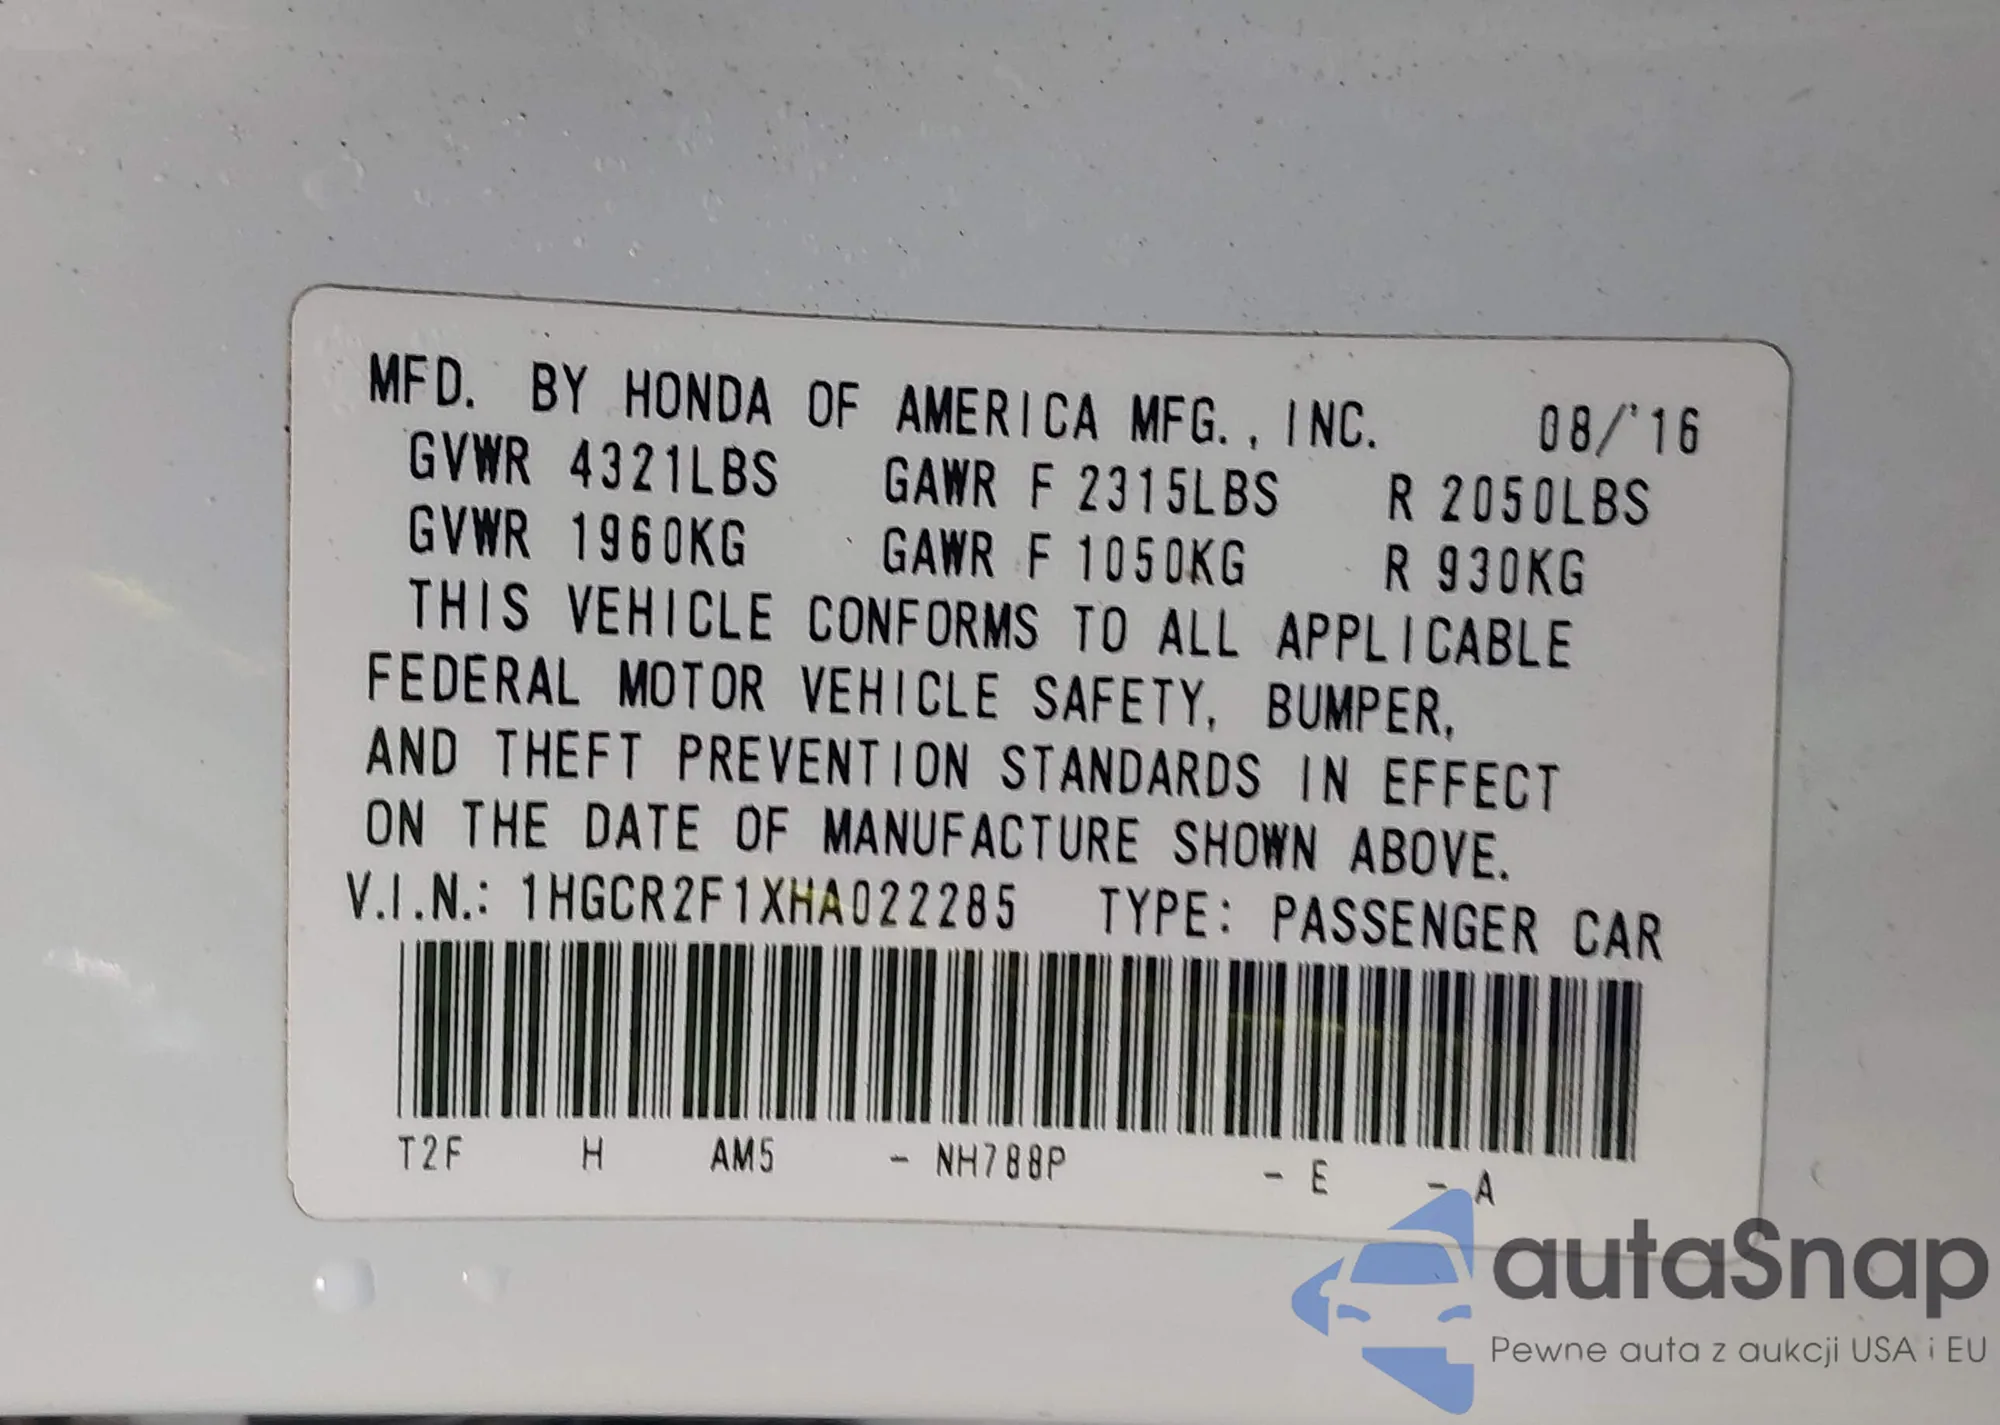 MFD. BY HONDA OF AMERICA MFG., INC. 08/'16
GVWR 4321LBS GAWR F 2315LBS R 2050LBS
GVWR 1960KG GAWR F 1050KG R 930KG
THIS VEHICLE CONFORMS TO ALL APPLICABLE
FEDERAL MOTOR VEHICLE SAFETY, BUMPER,
AND THEFT PREVENTION STANDARDS IN EFFECT
ON THE DATE OF MANUFACTURE SHOWN ABOVE.
V.I.N.: 1HGCR2F1XHA022285 TYPE: PASSENGER CAR
T2F H AM5 - NH788P - E - A
autaSnap
Pewne auta z aukcji USA i EU